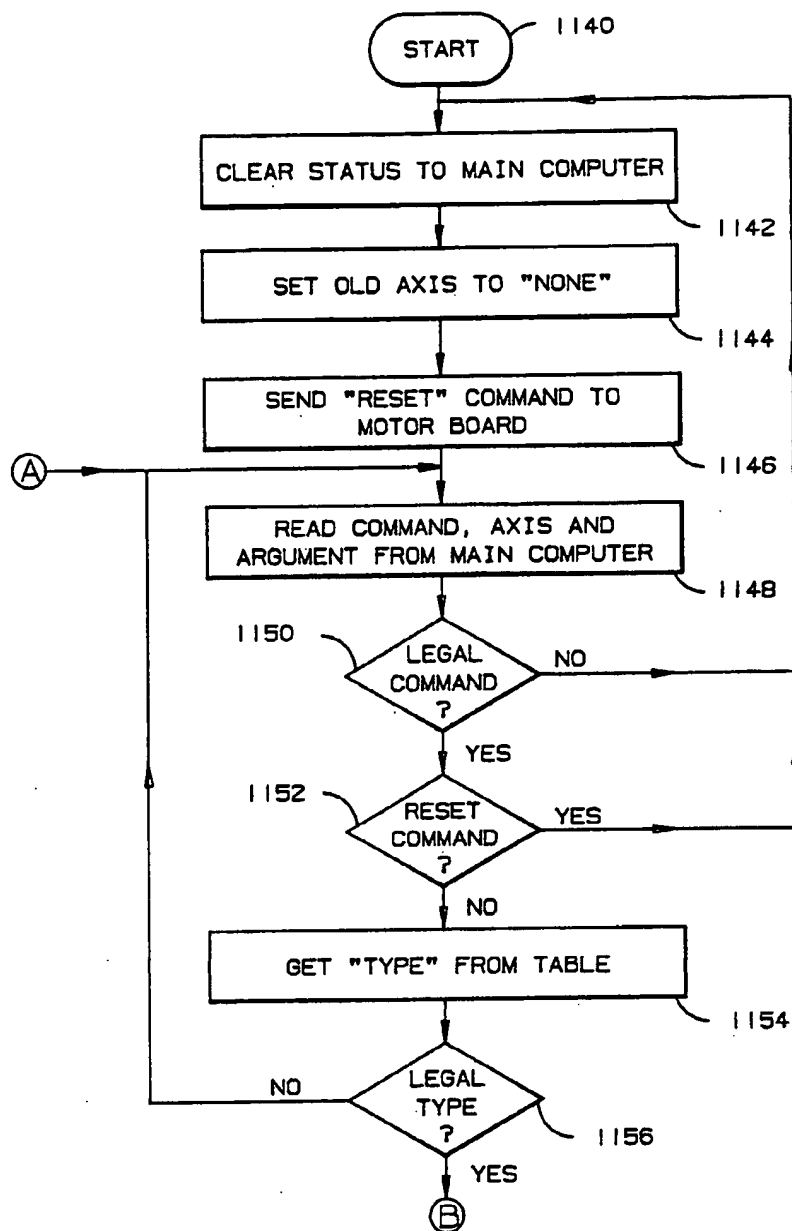 START
1140
CLEAR STATUS TO MAIN COMPUTER
1142
SET OLD AXIS TO "NONE"
1144
SEND "RESET" COMMAND TO
MOTOR BOARD
1146
A
READ COMMAND, AXIS AND
ARGUMENT FROM MAIN COMPUTER
1148
1150
LEGAL
COMMAND
?
NO
YES
1152
RESET
COMMAND
?
YES
NO
GET "TYPE" FROM TABLE
1154
NO
LEGAL
TYPE
?
1156
YES
B